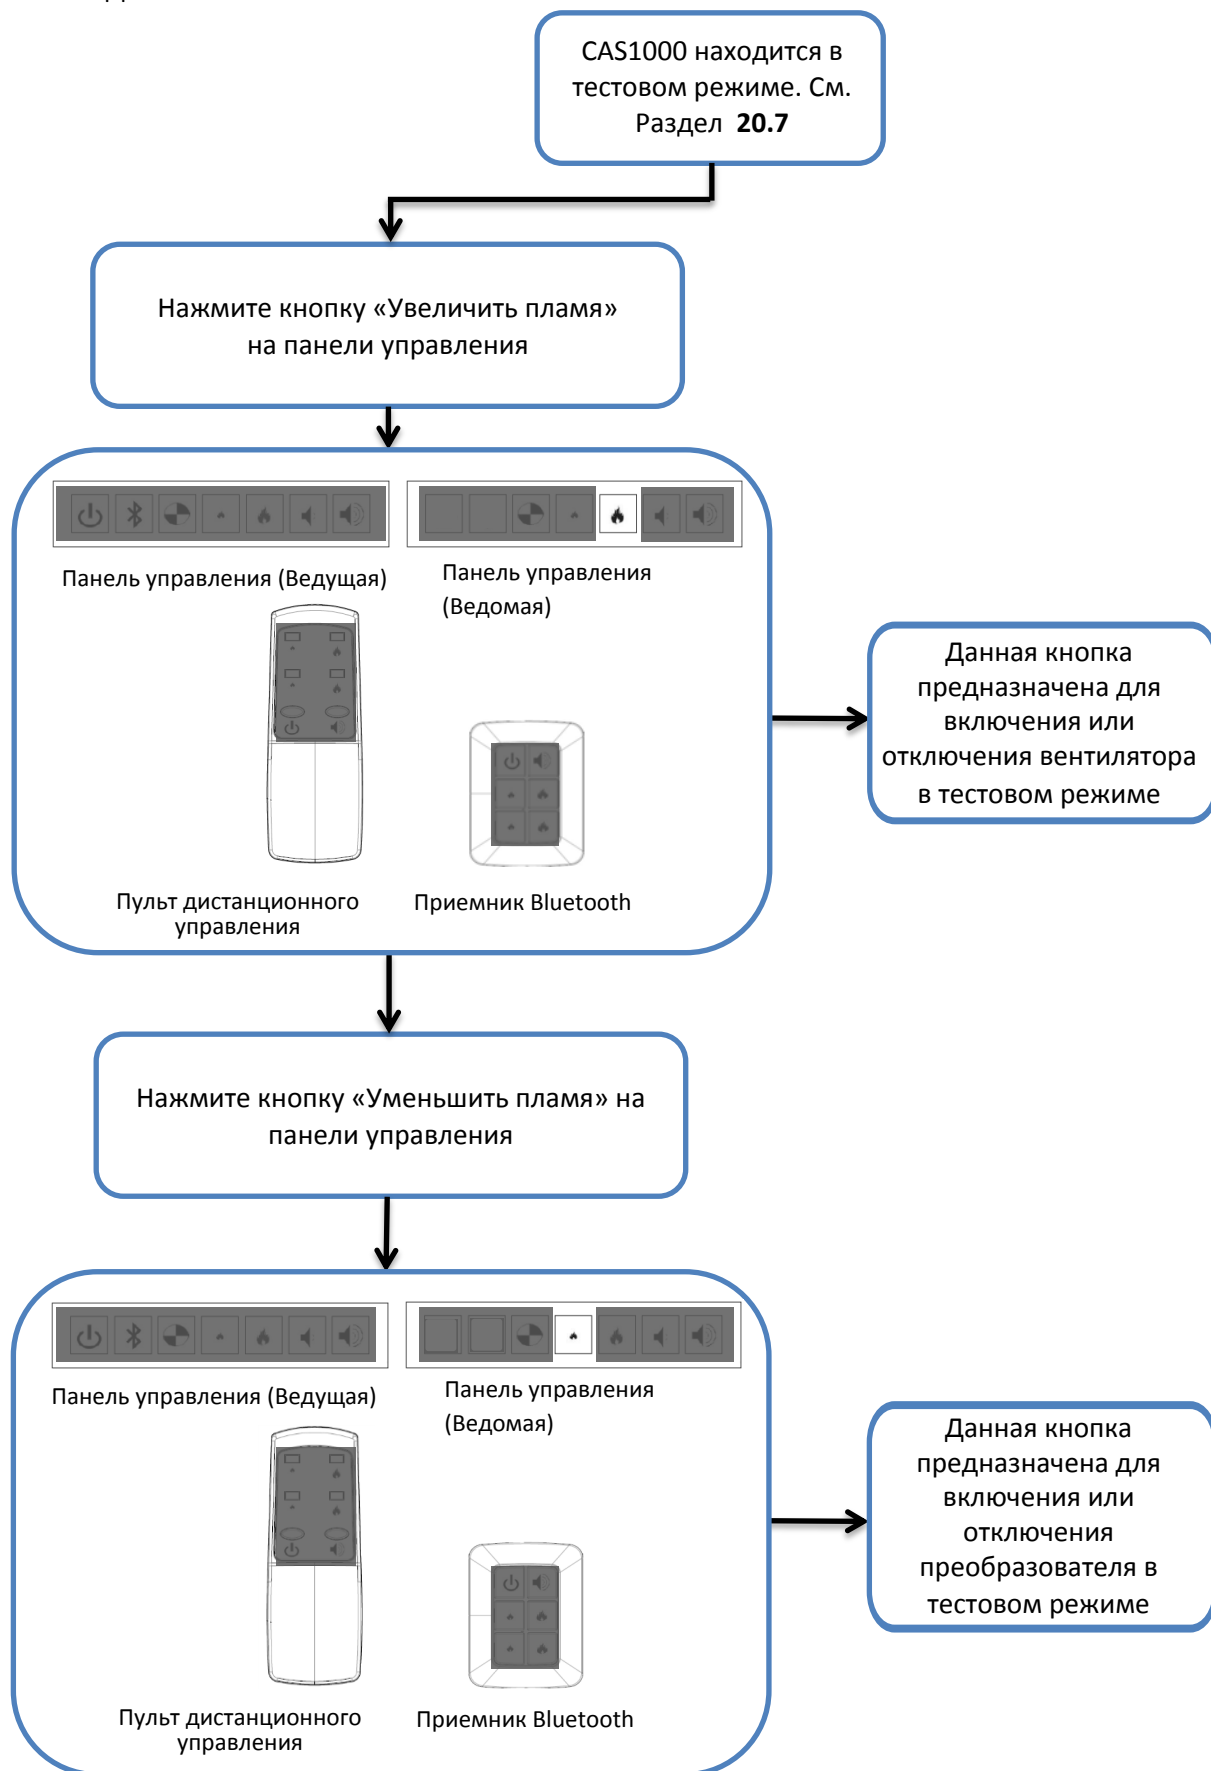 CAS1000 находится в
тестовом режиме. См.
Раздел 20.7
Нажмите кнопку «Увеличить пламя»
на панели управления
Панель управления (Ведущая)
Панель управления
(Ведомая)
Пульт дистанционного
управления
Приемник Bluetooth
Данная кнопка
предназначена для
включения или
отключения вентилятора
в тестовом режиме
Нажмите кнопку «Уменьшить пламя» на
панели управления
Панель управления (Ведущая)
Панель управления
(Ведомая)
Пульт дистанционного
управления
Приемник Bluetooth
Данная кнопка
предназначена для
включения или
отключения
преобразователя в
тестовом режиме